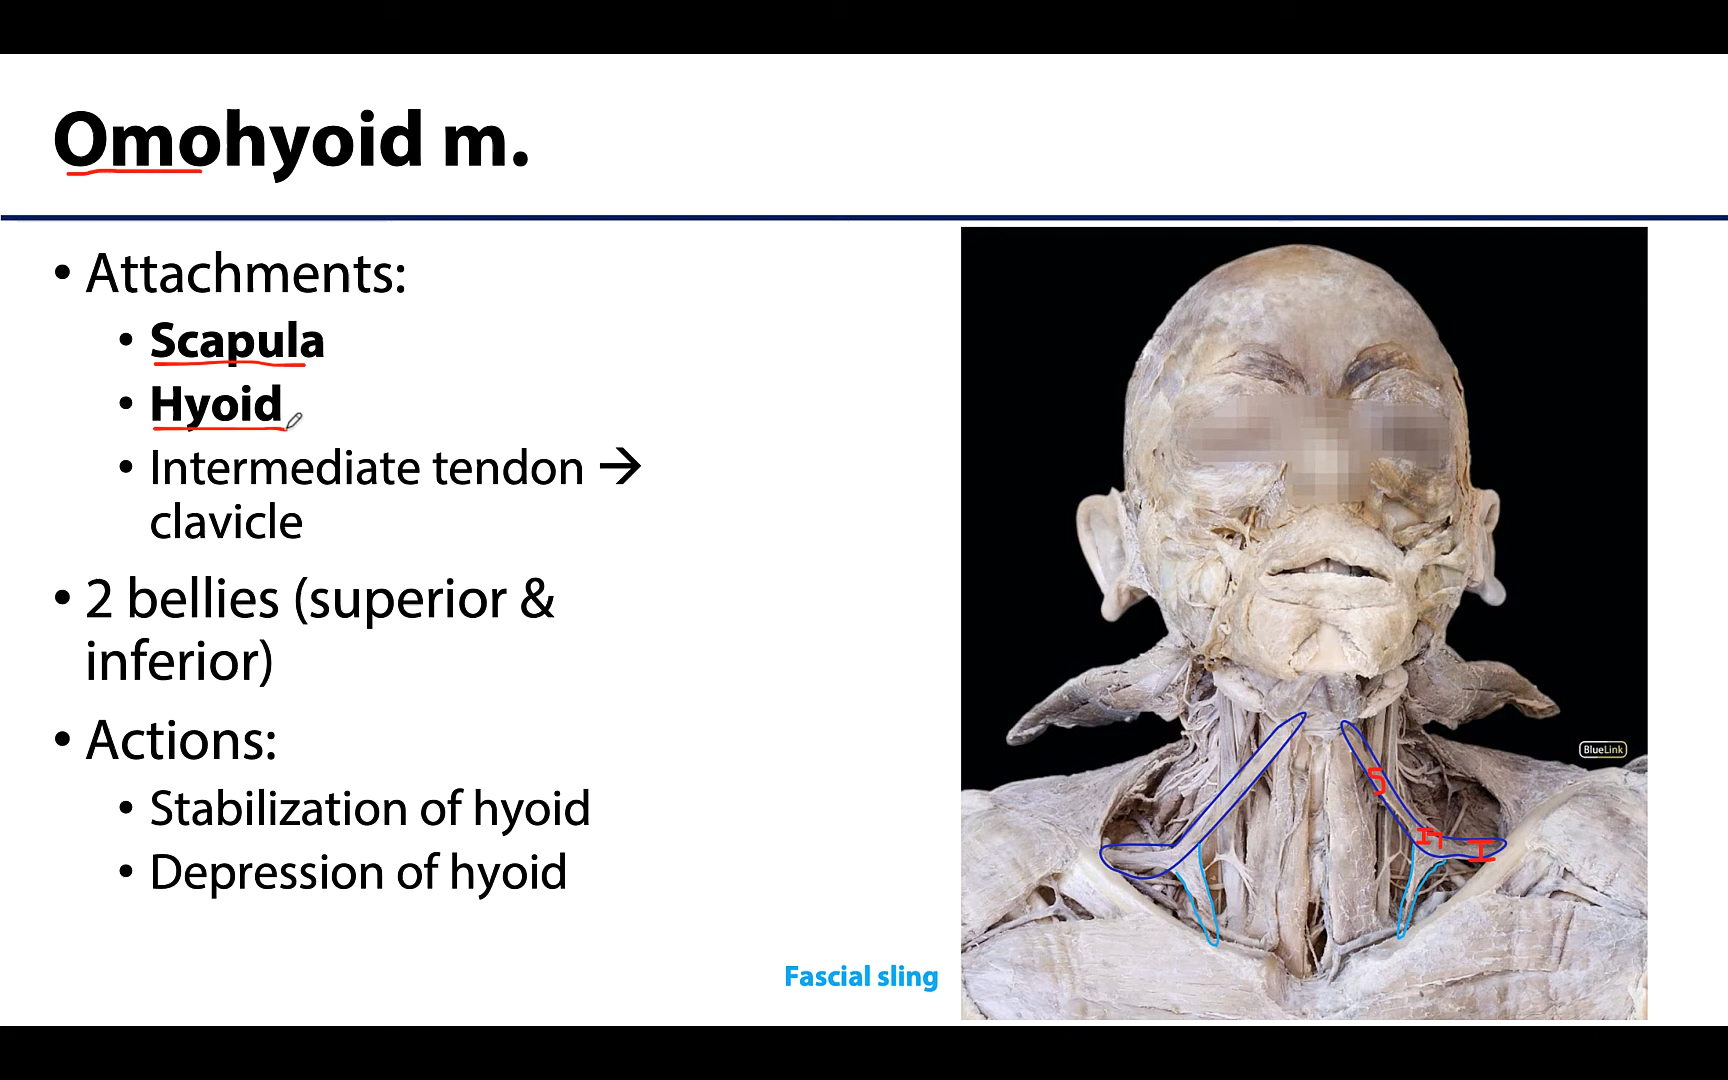 Omohyoid m.
• Attachments:
• Scapula
• Hyoid
• Intermediate tendon →
clavicle
• 2 bellies (superior &
inferior)
• Actions:
• Stabilization of hyoid
• Depression of hyoid
Fascial sling
BlueLink
S
IT
I